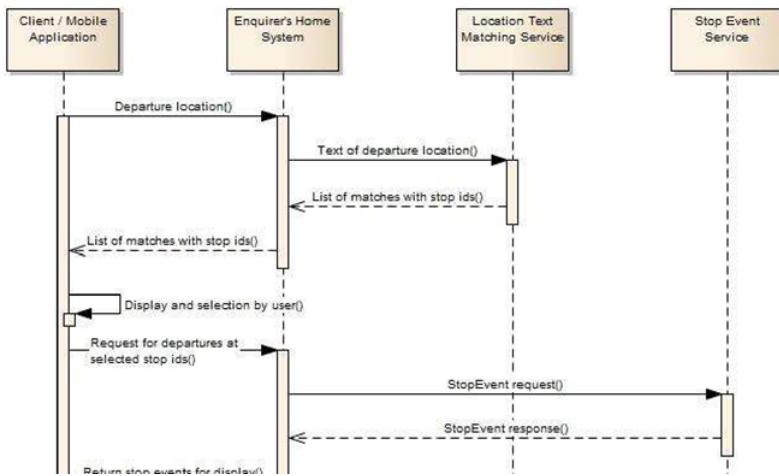 Client / Mobile
Application
Enquirer's Home
System
Location Text
Matching Service
Stop Event
Service
Departure location()
Text of departure location()
List of matches with stop ids()
List of matches with stop ids()
Display and selection by user()
Request for departures at
selected stop ids()
StopEvent request()
StopEvent response()
Return stop events for display()